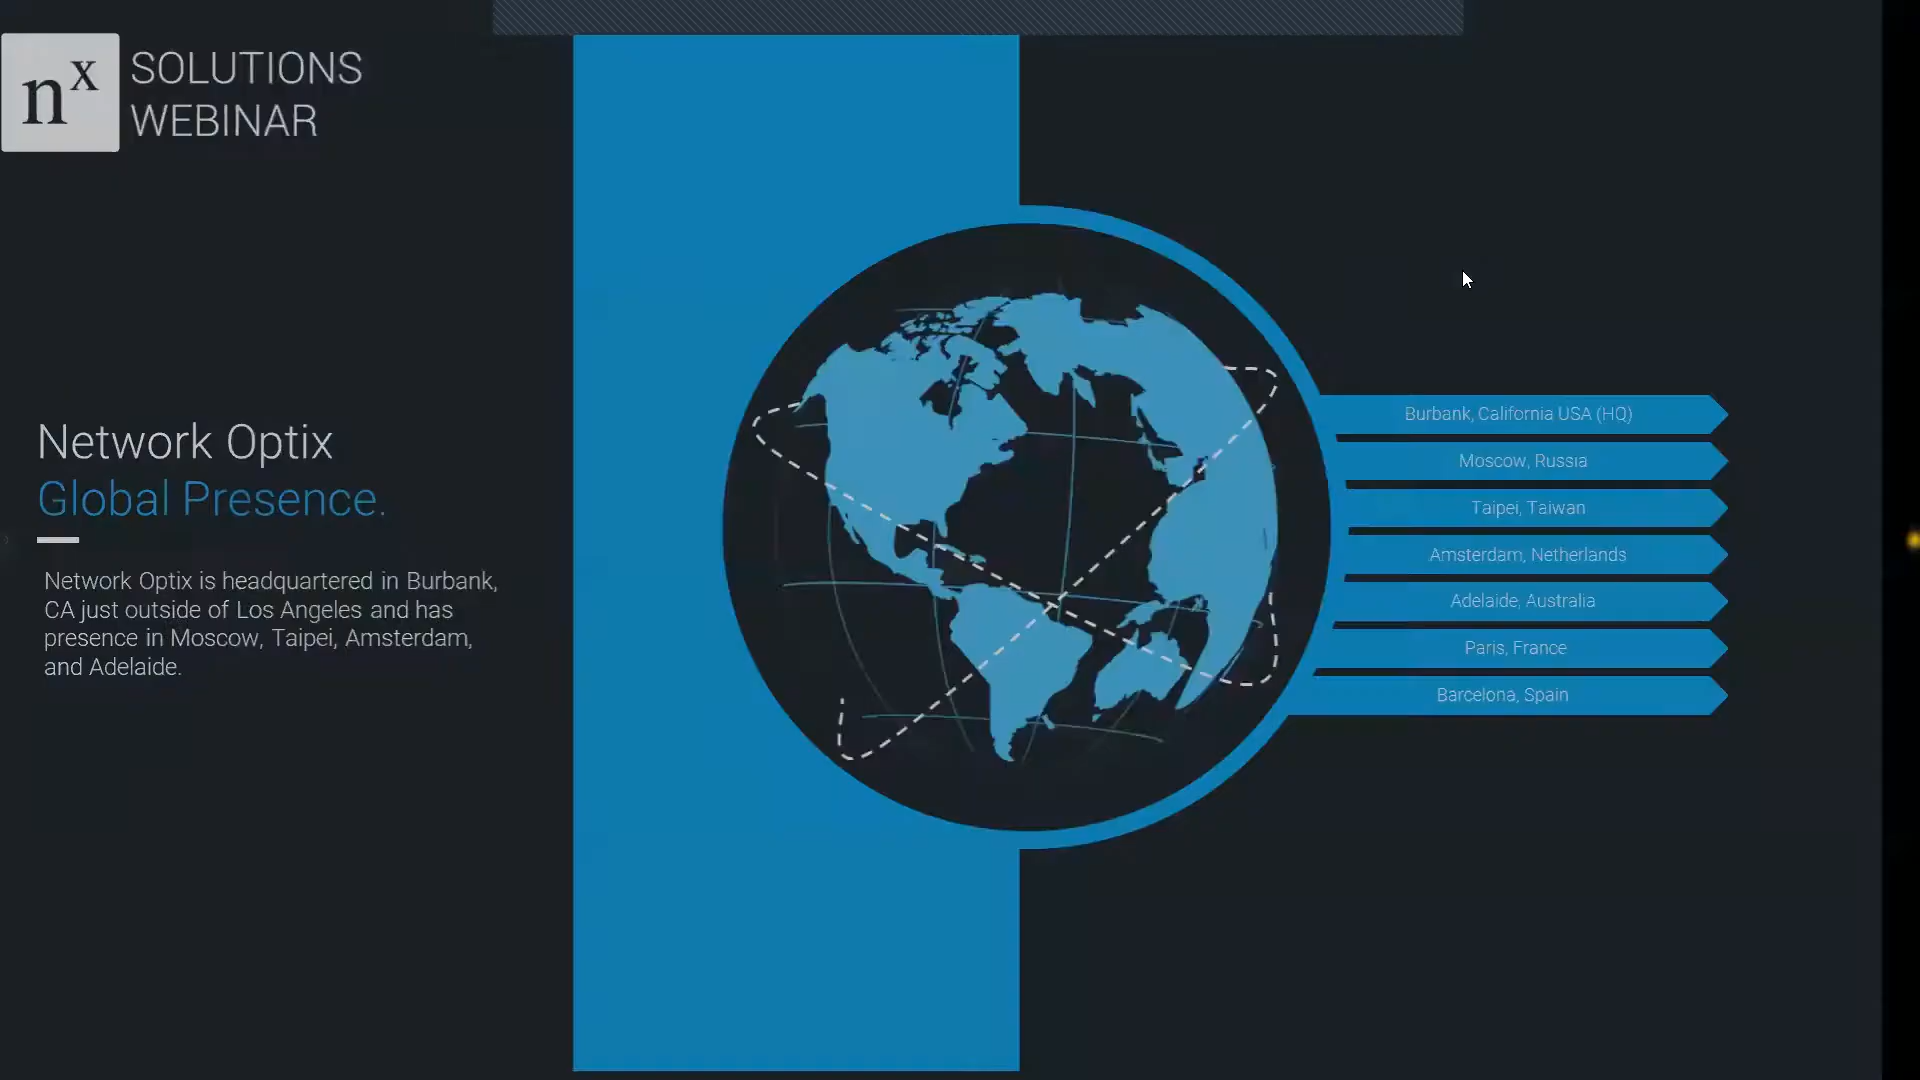 nx SOLUTIONS
WEBINAR
Network Optix
Global Presence.
Network Optix is headquartered in Burbank,
CA just outside of Los Angeles and has
presence in Moscow, Taipei, Amsterdam,
and Adelaide.
Burbank, California USA (HQ)
Moscow, Russia
Taipei, Taiwan
Amsterdam, Netherlands
Adelaide, Australia
Paris, France
Barcelona, Spain